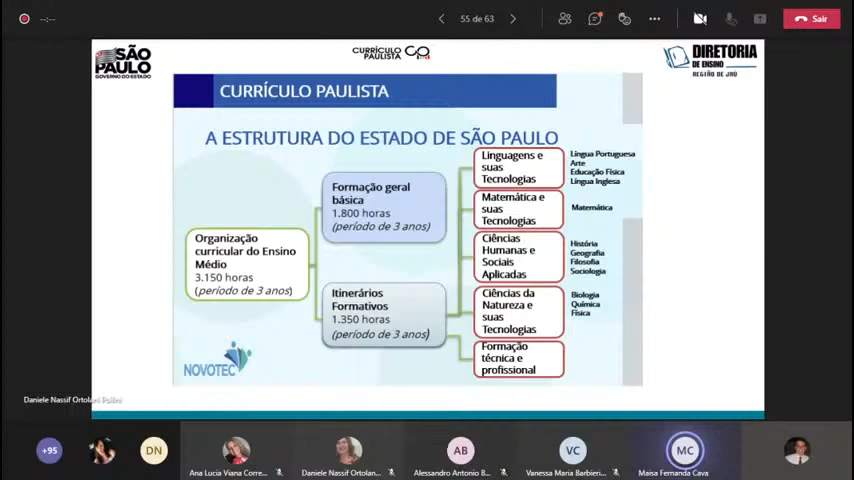 --:--
55 de 63
Sair
SÃO
PAULO
GOVERNO DO ESTADO
CURRÍCULO
PAULISTA
DIRETORIA
DE ENSINO
REGIÃO DE JAÚ
CURRÍCULO PAULISTA
A ESTRUTURA DO ESTADO DE SÃO PAULO
Organização
curricular do Ensino
Médio
3.150 horas
(período de 3 anos)
Formação geral
básica
1.800 horas
(período de 3 anos)
Itinerários
Formativos
1.350 horas
(período de 3 anos)
Linguagens e
suas
Tecnologias
Língua Portuguesa
Arte
Educação Física
Língua Inglesa
Matemática e
suas
Tecnologias
Matemática
Ciências
Humanas e
Sociais
Aplicadas
História
Geografia
Filosofia
Sociologia
Ciências da
Natureza e
suas
Tecnologias
Biologia
Química
Física
Formação
técnica e
profissional
NOVOTEC
Daniele Nassif Ortolani Pollini
+95
DN
Ana Lucia Viana Corre...
Daniele Nassif Ortolan...
AB
Alessandro Antonio B...
VC
Vanessa Maria Barbieri...
MC
Maisa Fernanda Cava